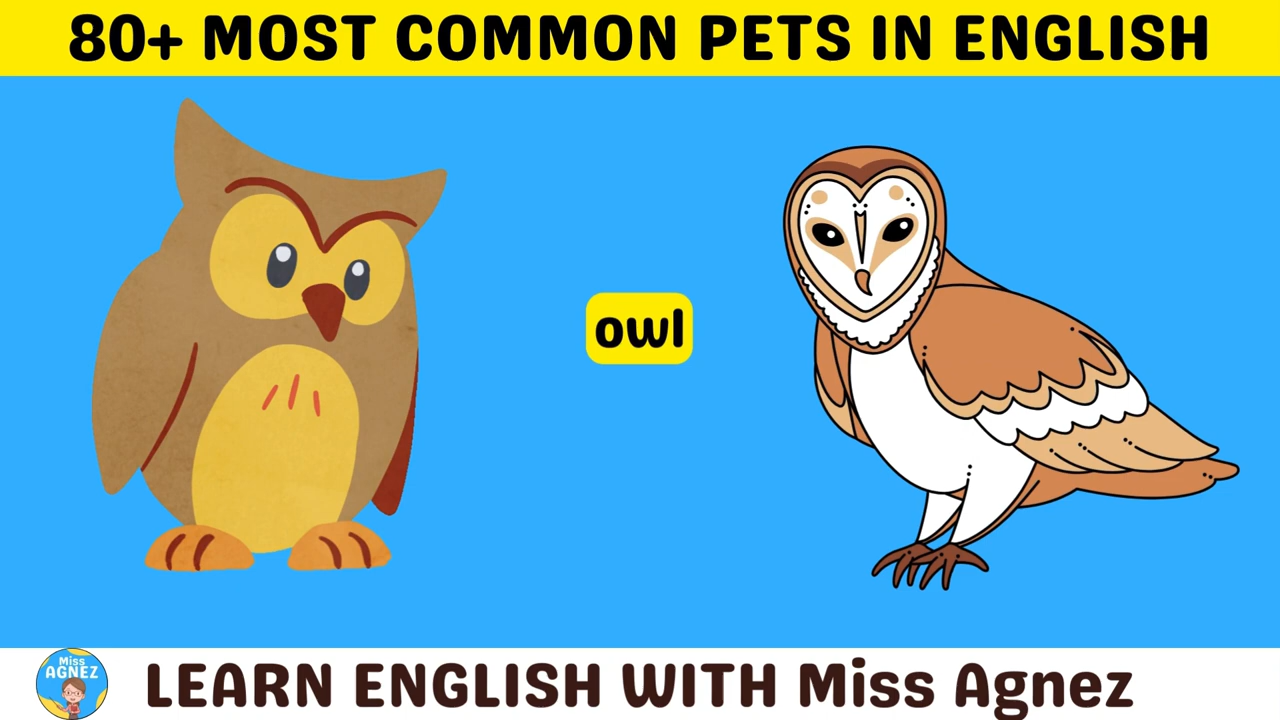 80+ MOST COMMON PETS IN ENGLISH
owl
Miss
AGNEZ
LEARN ENGLISH WITH Miss Agnez